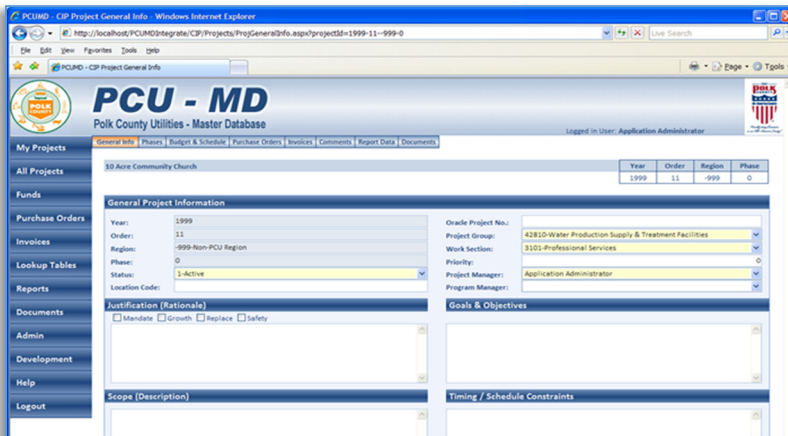 PCUMD - CIP Project General Info - Windows Internet Explorer
http://localhost/PCUMDIntegrate/CIP/Projects/ProjGeneralInfo.aspx?projectId=1999-11--999-0
Live Search
File Edit View Favorites Tools Help
PCUMD - CIP Project General Info
Page Tools
POLK COUNTY
PCU - MD
Polk County Utilities - Master Database
POLK
Logged in User: Application Administrator
My Projects
General Info Phases Budget & Schedule Purchase Orders Invoices Comments Report Data Documents
All Projects
10 Acre Community Church
Year Order Region Phase
1999 11 -999 0
Funds
General Project Information
Purchase Orders
Year: 1999
Oracle Project No.:
Order: 11
Project Group: 42810-Water Production Supply & Treatment Facilities
Invoices
Region: -999-Non-PCU Region
Work Section: 3101-Professional Services
Phase: 0
Priority: 0
Lookup Tables
Status: 1-Active
Project Manager: Application Administrator
Location Code:
Program Manager:
Reports
Justification (Rationale)
Goals & Objectives
Documents
Mandate Growth Replace Safety
Admin
Development
Help
Scope (Description)
Timing / Schedule Constraints
Logout